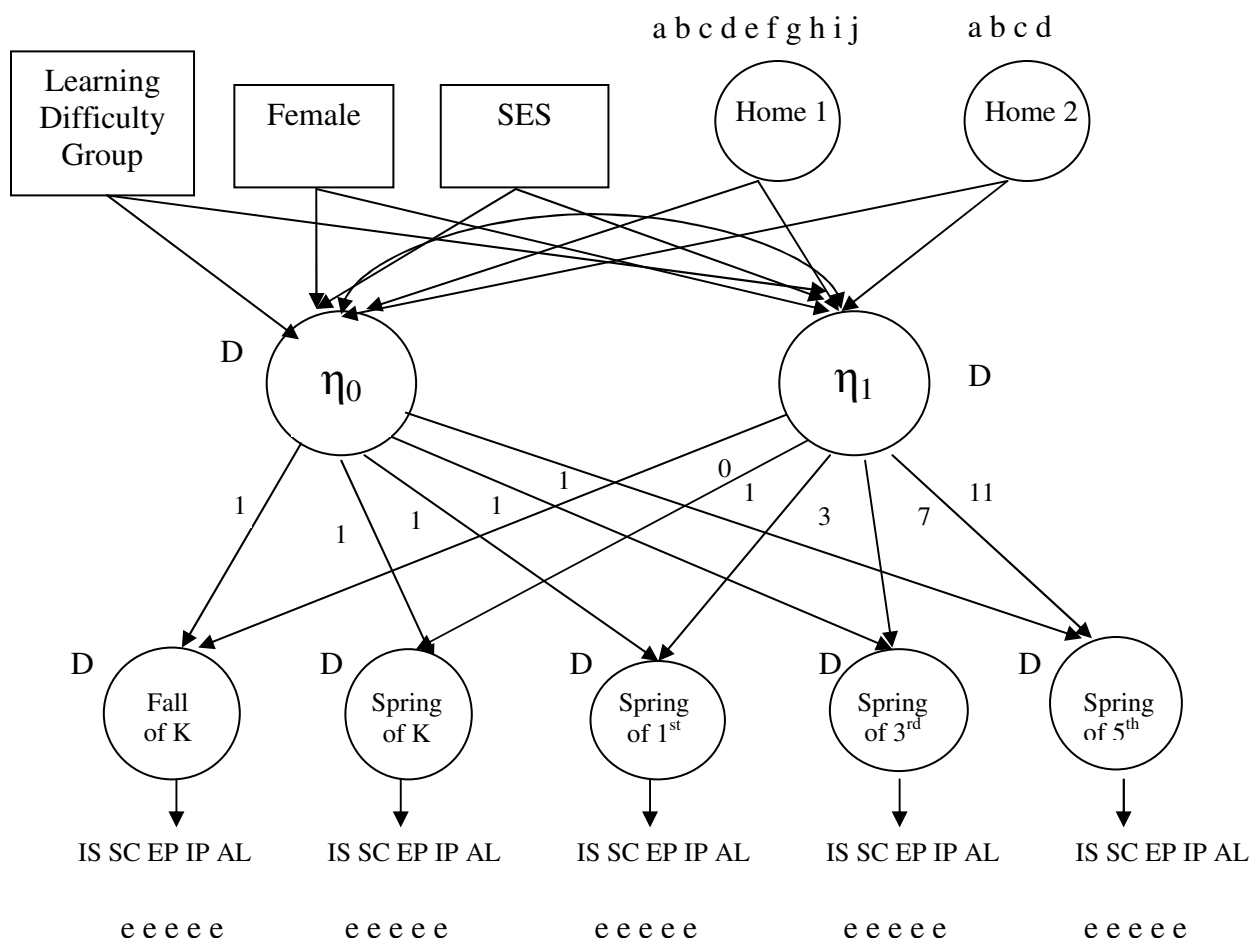 a b c d e f g h i j
a b c d
Learning
Difficulty
Group
Female
SES
Home 1
Home 2
D
η0
η1
D
1
1
1
1
1
0
1
3
7
11
D
Fall
of K
D
Spring
of K
D
Spring
of 1st
D
Spring
of 3rd
D
Spring
of 5th
IS SC EP IP AL
IS SC EP IP AL
IS SC EP IP AL
IS SC EP IP AL
IS SC EP IP AL
e e e e e
e e e e e
e e e e e
e e e e e
e e e e e